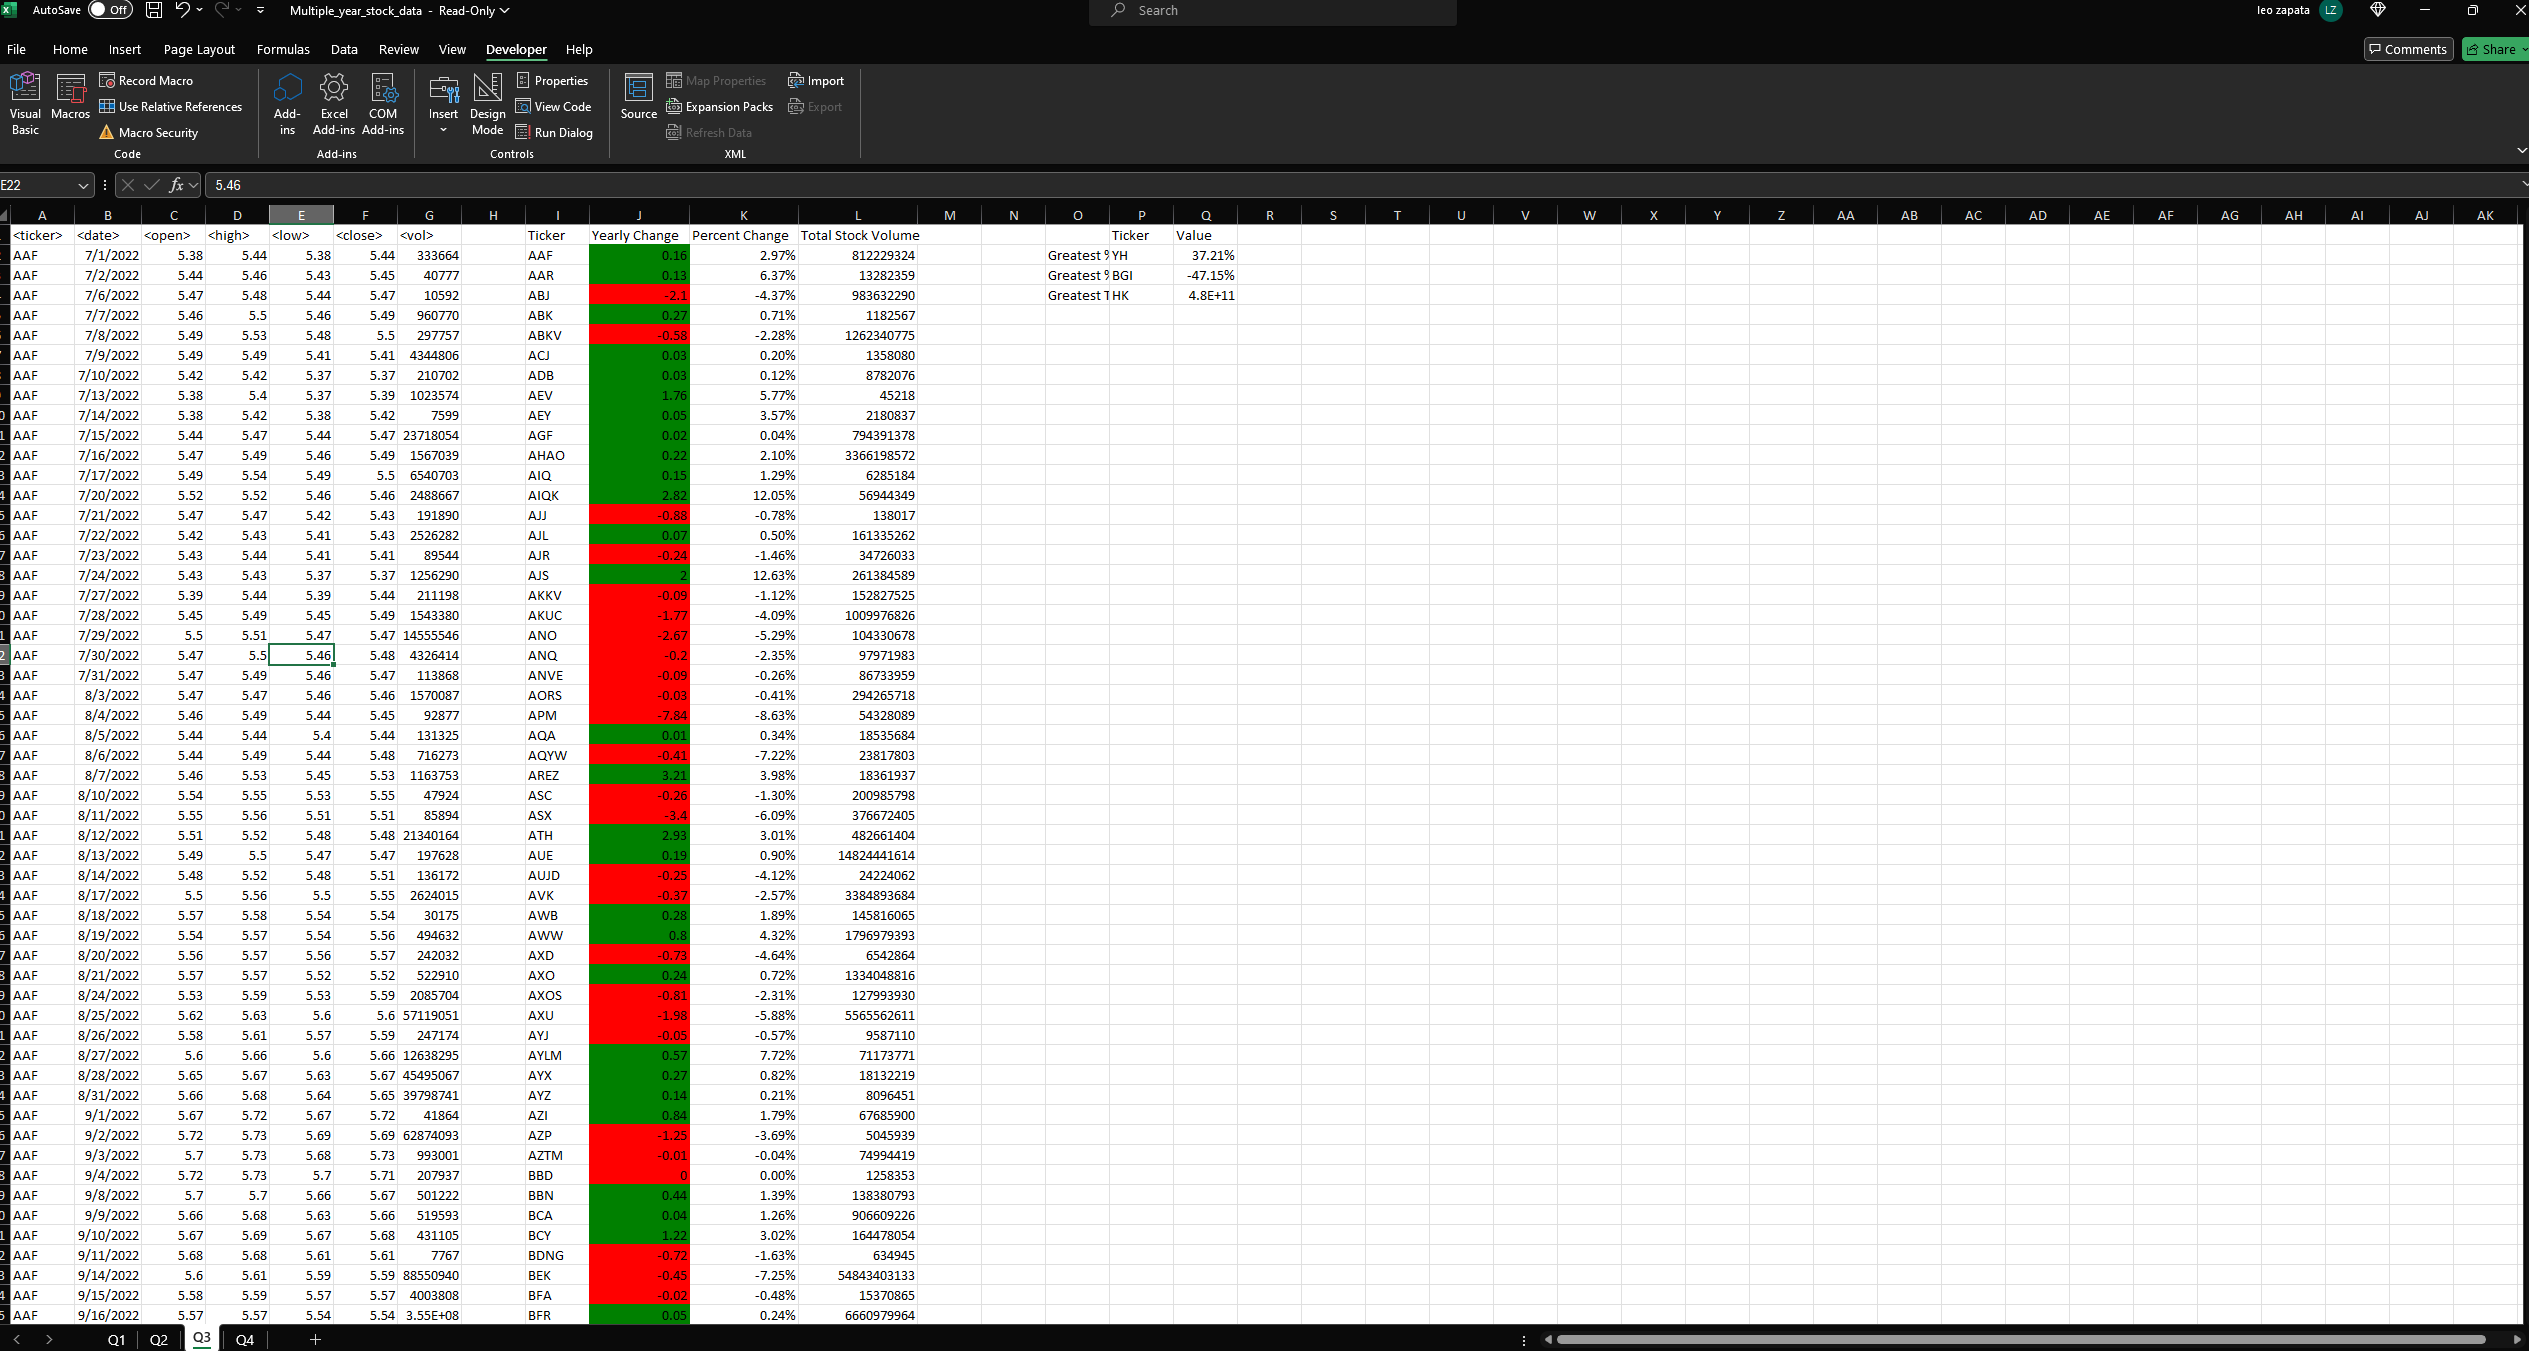 AutoSave Off Multiple_year_stock_data - Read-Only Search leo zapata LZ
File Home Insert Page Layout Formulas Data Review View Developer Help Comments Share
Visual Basic Macros Record Macro Use Relative References Macro Security Code
Add-ins Excel Add-ins COM Add-ins Add-ins
Insert Design Mode Properties View Code Run Dialog Controls
Source Map Properties Expansion Packs Refresh Data Import Export XML
E22 fx 5.46
A B C D E F G H I J K L M N O P Q R S T U V W X Y Z AA AB AC AD AE AF AG AH AI AJ AK
<ticker> <date> <open> <high> <low> <close> <vol> Ticker Yearly Change Percent Change Total Stock Volume Ticker Value
AAF 7/1/2022 5.38 5.44 5.38 5.44 333664 AAF 0.16 2.97% 812229324 Greatest % YH 37.21%
AAF 7/2/2022 5.44 5.46 5.43 5.45 40777 AAR 0.13 6.37% 13282359 Greatest % BGI -47.15%
AAF 7/6/2022 5.47 5.48 5.44 5.47 10592 ABJ -2.1 -4.37% 983632290 Greatest T HK 4.8E+11
AAF 7/7/2022 5.46 5.5 5.46 5.49 960770 ABK 0.27 0.71% 1182567
AAF 7/8/2022 5.49 5.53 5.48 5.5 297757 ABKV -0.58 -2.28% 1262340775
AAF 7/9/2022 5.49 5.49 5.41 5.41 4344806 ACJ 0.03 0.20% 1358080
AAF 7/10/2022 5.42 5.42 5.37 5.37 210702 ADB 0.03 0.12% 8782076
AAF 7/13/2022 5.38 5.4 5.37 5.39 1023574 AEV 1.76 5.77% 45218
AAF 7/14/2022 5.38 5.42 5.38 5.42 7599 AEY 0.05 3.57% 2180837
AAF 7/15/2022 5.44 5.47 5.44 5.47 23718054 AGF 0.02 0.04% 794391378
AAF 7/16/2022 5.47 5.49 5.46 5.49 1567039 AHAO 0.22 2.10% 3366198572
AAF 7/17/2022 5.49 5.54 5.49 5.5 6540703 AIQ 0.15 1.29% 6285184
AAF 7/20/2022 5.52 5.52 5.46 5.46 2488667 AIQK 2.82 12.05% 56944349
AAF 7/21/2022 5.47 5.47 5.42 5.43 191890 AJJ -0.88 -0.78% 138017
AAF 7/22/2022 5.42 5.43 5.41 5.43 2526282 AJL 0.07 0.50% 161335262
AAF 7/23/2022 5.43 5.44 5.41 5.41 89544 AJR -0.24 -1.46% 34726033
AAF 7/24/2022 5.43 5.43 5.37 5.37 1256290 AJS 2 12.63% 261384589
AAF 7/27/2022 5.39 5.44 5.39 5.44 211198 AKKV -0.09 -1.12% 152827525
AAF 7/28/2022 5.45 5.49 5.45 5.49 1543380 AKUC -1.77 -4.09% 1009976826
AAF 7/29/2022 5.5 5.51 5.47 5.47 14555546 ANO -2.67 -5.29% 104330678
AAF 7/30/2022 5.47 5.5 5.46 5.48 4326414 ANQ -0.2 -2.35% 97971983
AAF 7/31/2022 5.47 5.49 5.46 5.47 113868 ANVE -0.09 -0.26% 86733959
AAF 8/3/2022 5.47 5.47 5.46 5.46 1570087 AORS -0.03 -0.41% 294265718
AAF 8/4/2022 5.46 5.49 5.44 5.45 92877 APM -7.84 -8.63% 54328089
AAF 8/5/2022 5.44 5.44 5.4 5.44 131325 AQA 0.01 0.34% 18535684
AAF 8/6/2022 5.44 5.49 5.44 5.48 716273 AQYW -0.41 -7.22% 23817803
AAF 8/7/2022 5.46 5.53 5.45 5.53 1163753 AREZ 3.21 3.98% 18361937
AAF 8/10/2022 5.54 5.55 5.53 5.55 47924 ASC -0.26 -1.30% 200985798
AAF 8/11/2022 5.55 5.56 5.51 5.51 85894 ASX -3.4 -6.09% 376672405
AAF 8/12/2022 5.51 5.52 5.48 5.48 21340164 ATH 2.93 3.01% 482661404
AAF 8/13/2022 5.49 5.5 5.47 5.47 197628 AUE 0.19 0.90% 14824441614
AAF 8/14/2022 5.48 5.52 5.48 5.51 136172 AUJD -0.25 -4.12% 24224062
AAF 8/17/2022 5.5 5.56 5.5 5.55 2624015 AVK -0.37 -2.57% 3384893684
AAF 8/18/2022 5.57 5.58 5.54 5.54 30175 AWB 0.28 1.89% 145816065
AAF 8/19/2022 5.54 5.57 5.54 5.56 494632 AWW 0.8 4.32% 1796979393
AAF 8/20/2022 5.56 5.57 5.56 5.57 242032 AXD -0.73 -4.64% 6542864
AAF 8/21/2022 5.57 5.57 5.52 5.52 522910 AXO 0.24 0.72% 1334048816
AAF 8/24/2022 5.53 5.59 5.53 5.59 2085704 AXOS -0.81 -2.31% 127993930
AAF 8/25/2022 5.62 5.63 5.6 5.6 57119051 AXU -1.98 -5.88% 5565562611
AAF 8/26/2022 5.58 5.61 5.57 5.59 247174 AYJ -0.05 -0.57% 9587110
AAF 8/27/2022 5.6 5.66 5.6 5.66 12638295 AYLM 0.57 7.72% 71173771
AAF 8/28/2022 5.65 5.67 5.63 5.67 45495067 AYX 0.27 0.82% 18132219
AAF 8/31/2022 5.66 5.68 5.64 5.65 39798741 AYZ 0.14 0.21% 8096451
AAF 9/1/2022 5.67 5.72 5.67 5.72 41864 AZI 0.84 1.79% 67685900
AAF 9/2/2022 5.72 5.73 5.69 5.69 62874093 AZP -1.25 -3.69% 5045939
AAF 9/3/2022 5.7 5.73 5.68 5.73 993001 AZTM -0.01 -0.04% 74994419
AAF 9/4/2022 5.72 5.73 5.7 5.71 207937 BBD 0 0.00% 1258353
AAF 9/8/2022 5.7 5.7 5.66 5.67 501222 BBN 0.44 1.39% 138380793
AAF 9/9/2022 5.66 5.68 5.63 5.66 519593 BCA 0.04 1.26% 906609226
AAF 9/10/2022 5.67 5.69 5.67 5.68 431105 BCY 1.22 3.02% 164478054
AAF 9/11/2022 5.68 5.68 5.61 5.61 7767 BDNG -0.72 -1.63% 634945
AAF 9/14/2022 5.6 5.61 5.59 5.59 88550940 BEK -0.45 -7.25% 54843403133
AAF 9/15/2022 5.58 5.59 5.57 5.57 4003808 BFA -0.02 -0.48% 15370865
AAF 9/16/2022 5.57 5.57 5.54 5.54 3.55E+08 BFR 0.05 0.24% 6660979964
Q1 Q2 Q3 Q4